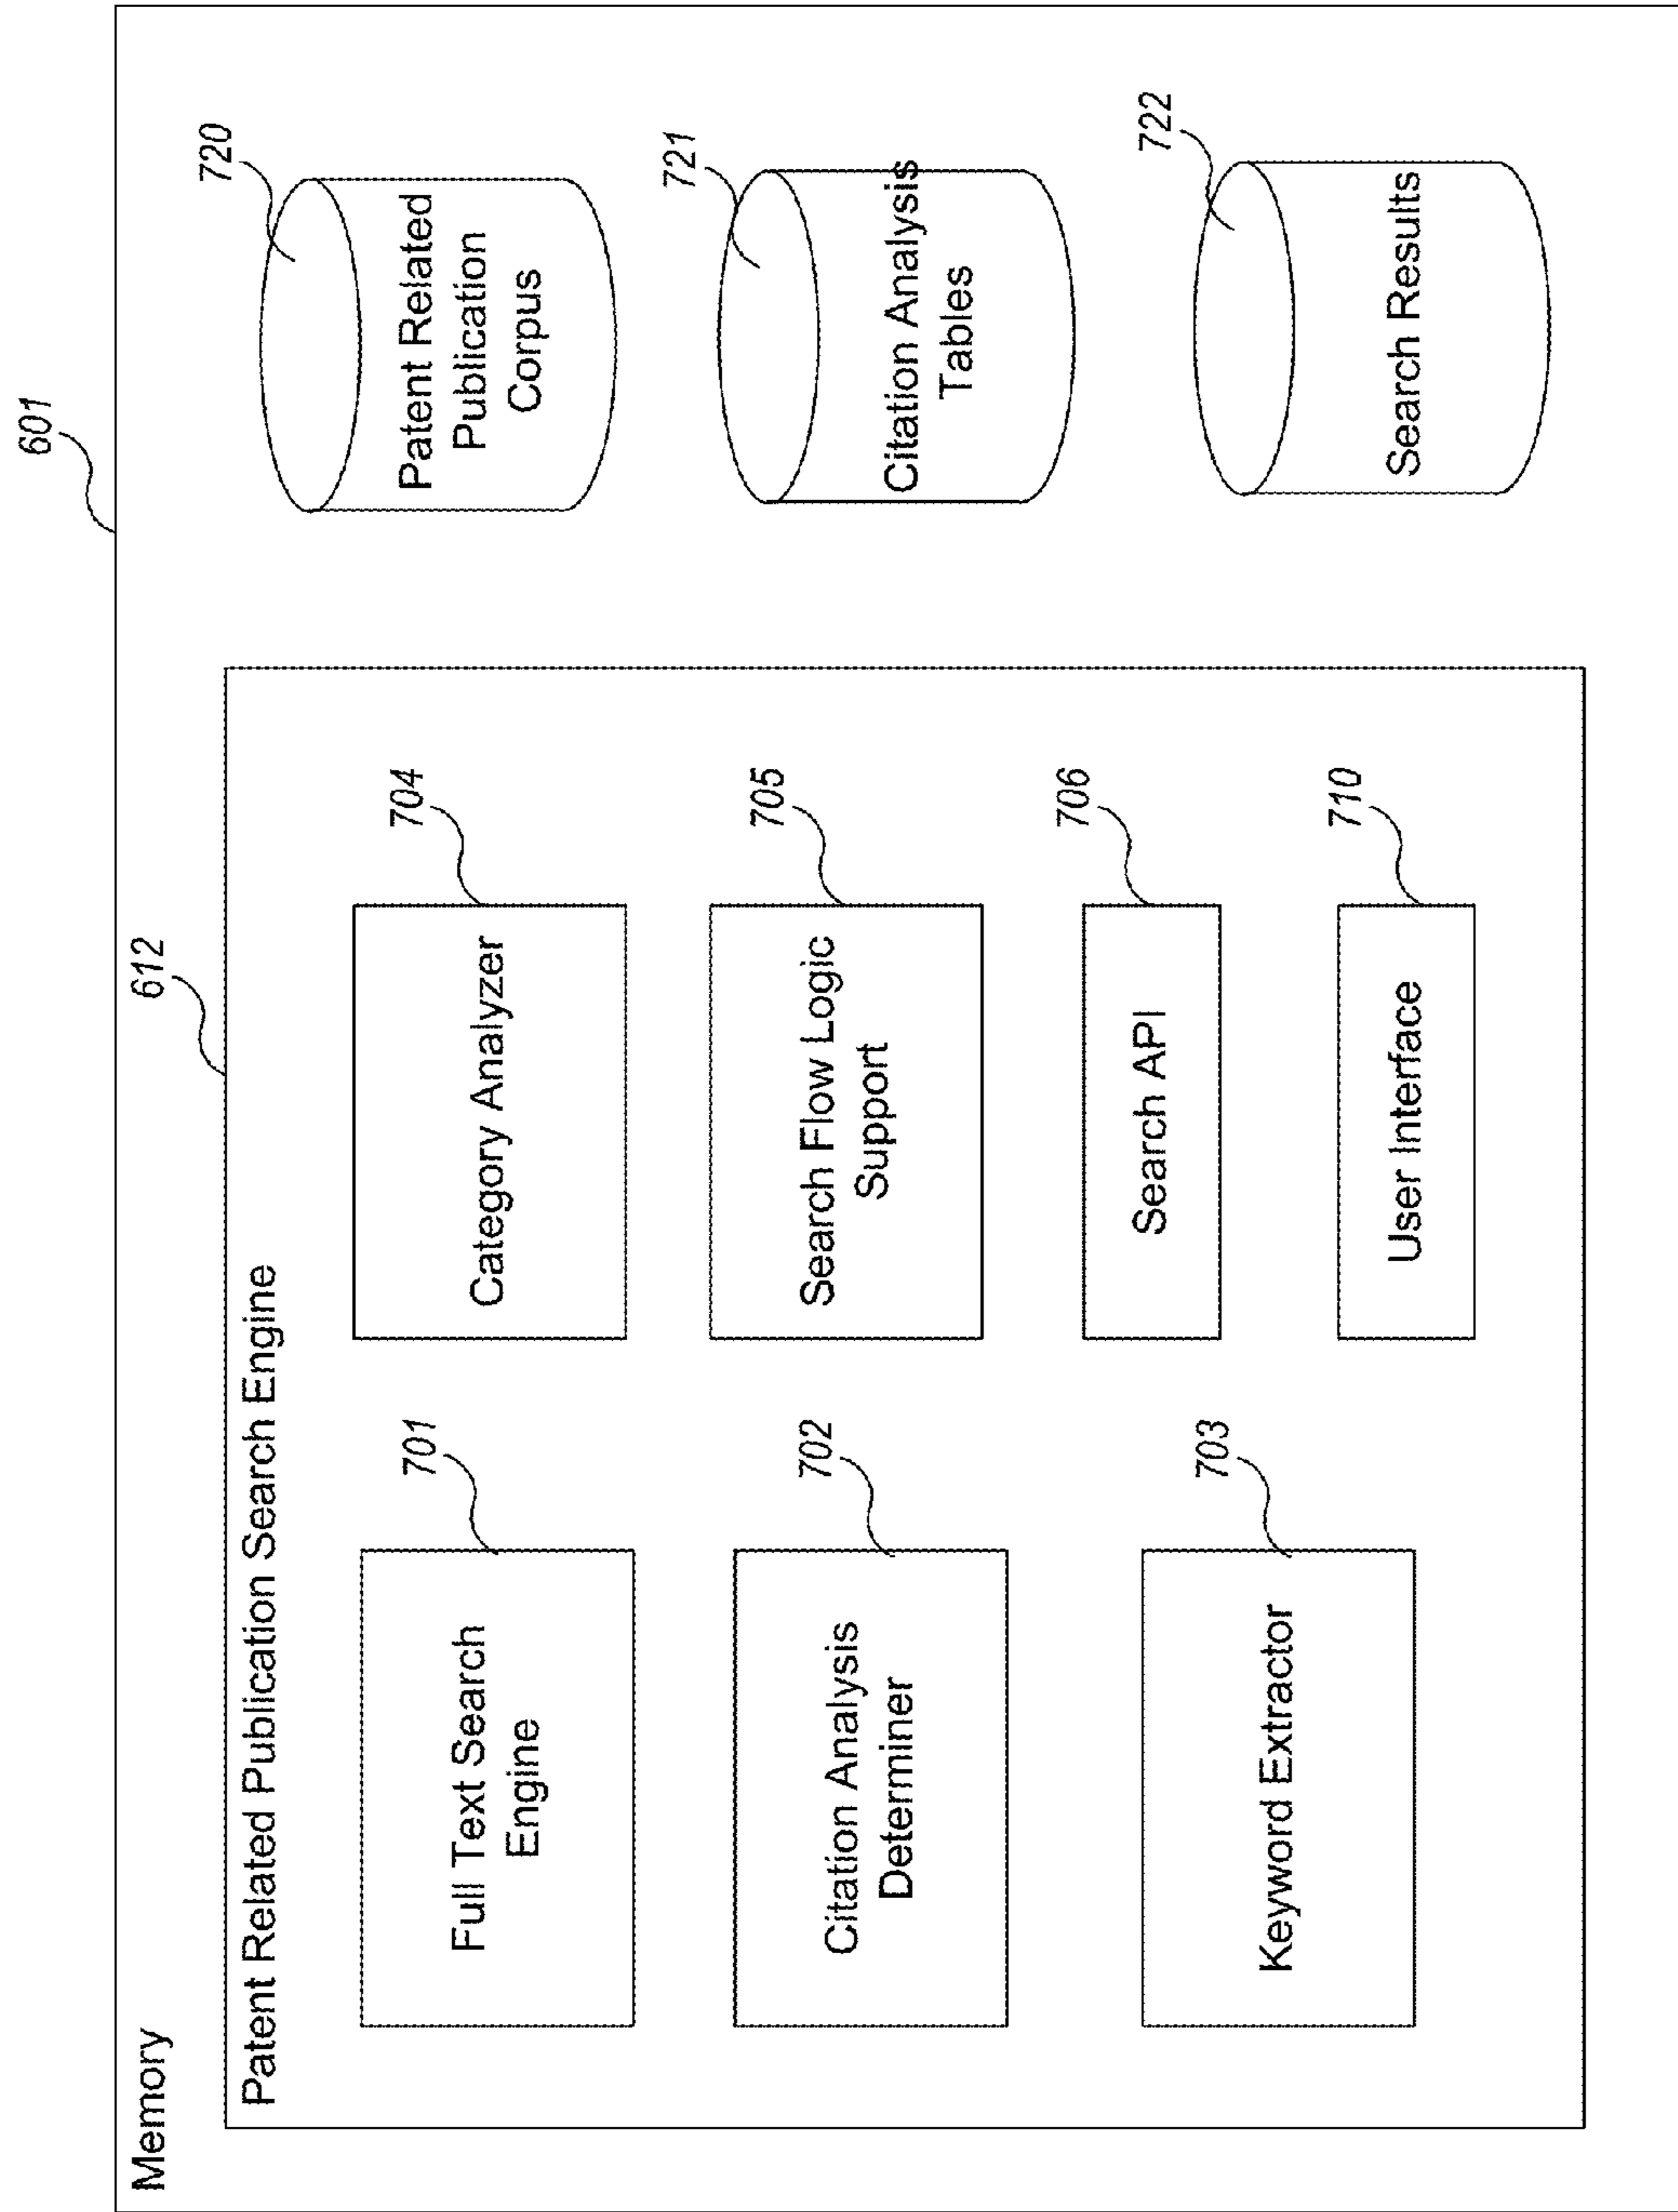 601
Memory
612
Patent Related Publication Search Engine
701
Full Text Search
Engine
702
Citation Analysis
Determiner
703
Keyword Extractor
704
Category Analyzer
705
Search Flow Logic
Support
706
Search API
710
User Interface
720
Patent Related
Publication
Corpus
721
Citation Analysis
Tables
722
Search Results